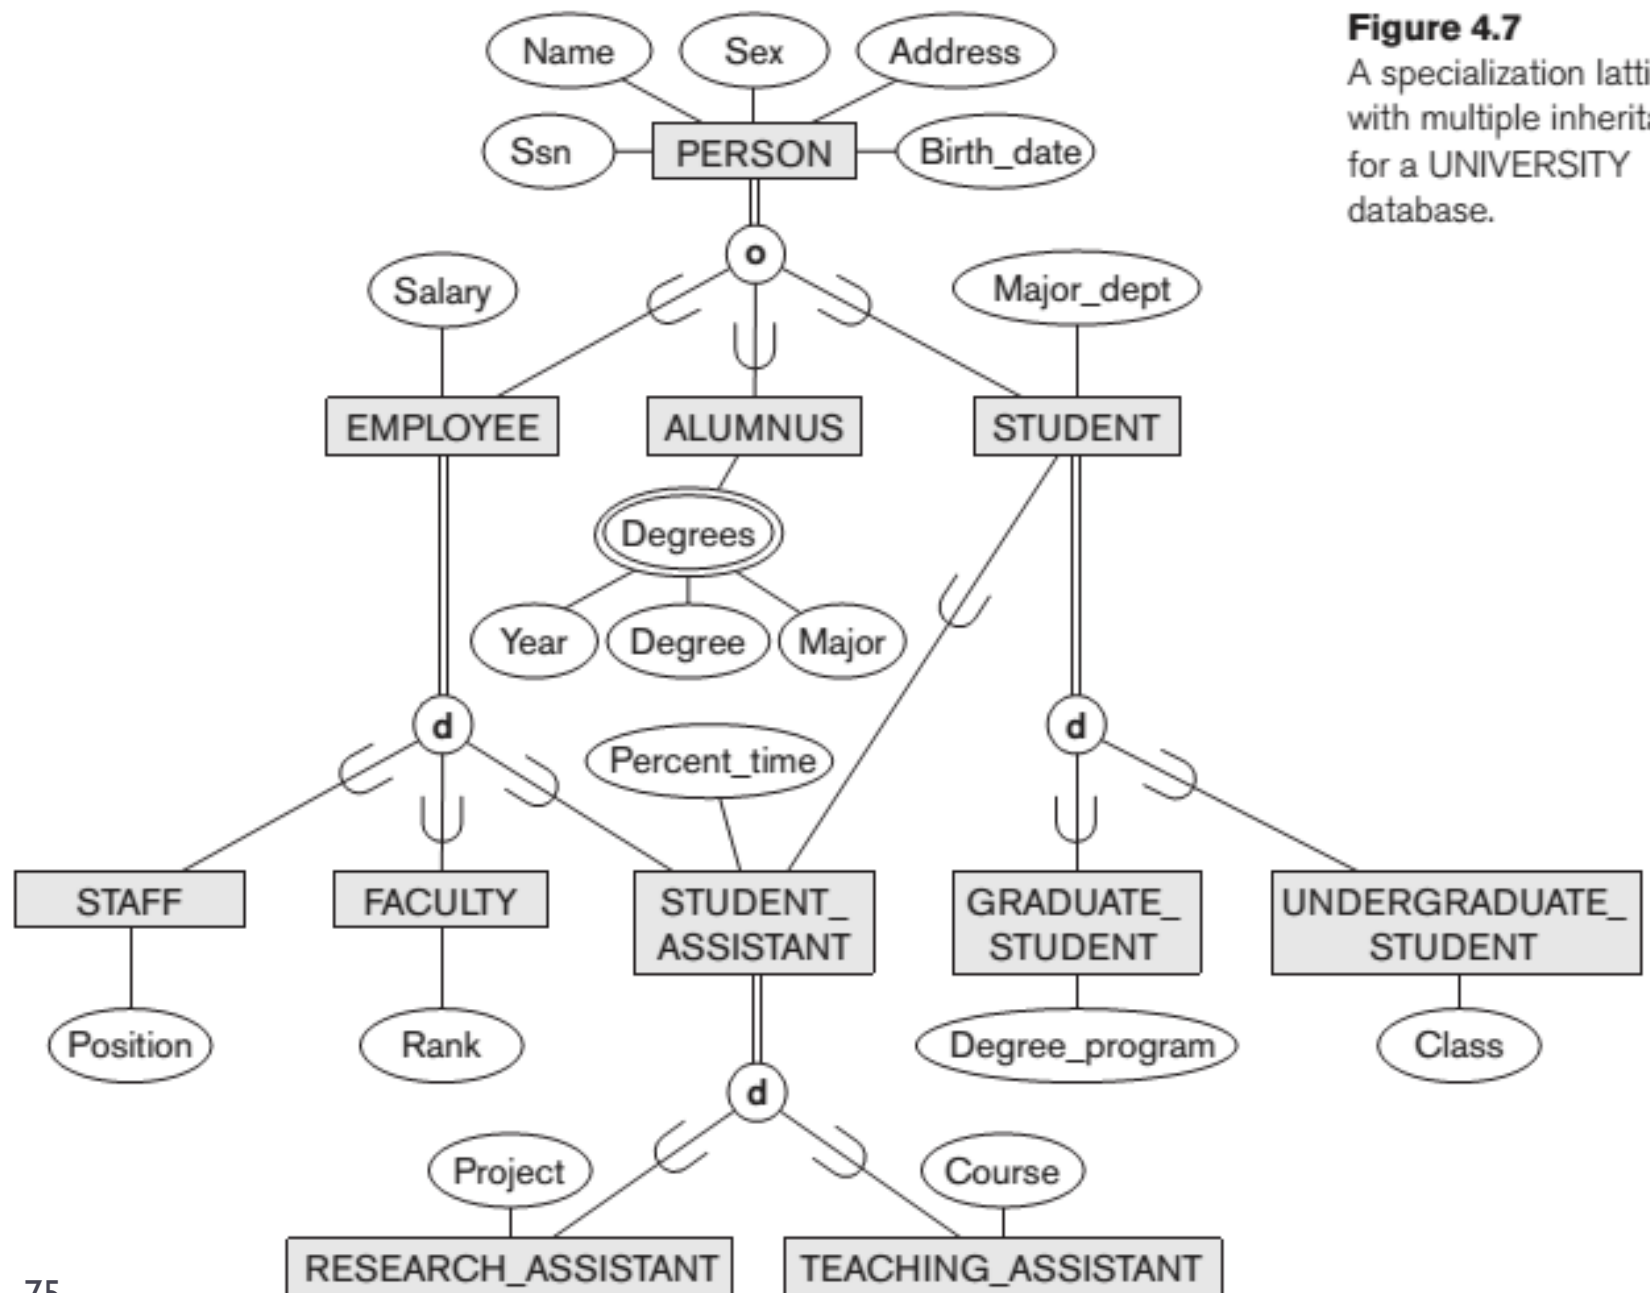 Figure 4.7
A specialization
with multiple
for a UNIVERSITY
database.
Name
Sex
Address
Ssn
PERSON
Birth_date
o
Salary
Major_dept
EMPLOYEE
ALUMNUS
STUDENT
Degrees
Year
Degree
Major
d
d
Percent_time
STAFF
FACULTY
STUDENT_
ASSISTANT
GRADUATE_
STUDENT
UNDERGRADUATE_
STUDENT
Position
Rank
Degree_program
Class
d
Project
Course
RESEARCH_ASSISTANT
TEACHING_ASSISTANT
75